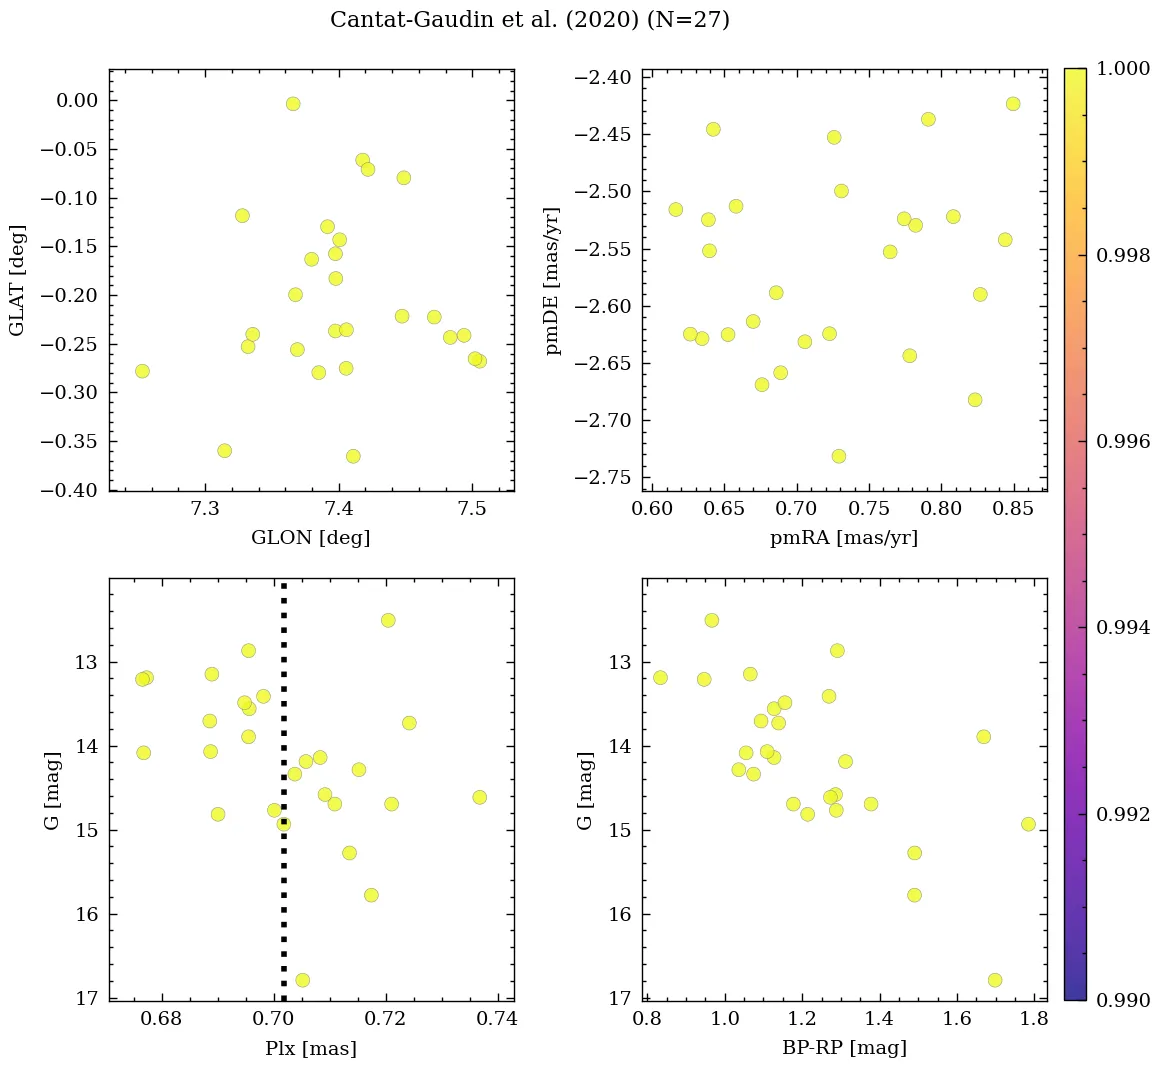 Cantat-Gaudin et al. (2020) (N=27)
0.00
−0.05
−0.10
−0.15
−0.20
−0.25
−0.30
−0.35
−0.40
GLAT [deg]
7.3 7.4 7.5
GLON [deg]
−2.40
−2.45
−2.50
−2.55
−2.60
−2.65
−2.70
−2.75
pmDE [mas/yr]
0.60 0.65 0.70 0.75 0.80 0.85
pmRA [mas/yr]
13
14
15
16
17
G [mag]
0.68 0.70 0.72 0.74
Plx [mas]
13
14
15
16
17
G [mag]
0.8 1.0 1.2 1.4 1.6 1.8
BP-RP [mag]
1.000
0.998
0.996
0.994
0.992
0.990